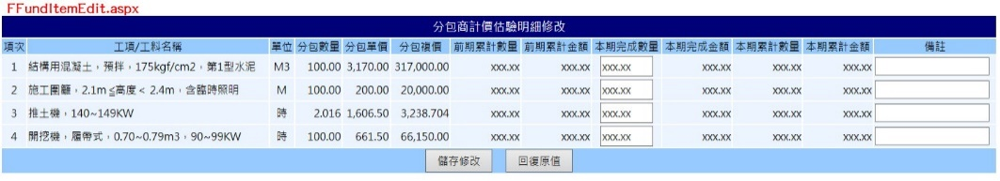 FFundItemEdit.aspx
分包商計價估驗明細修改
項次 工項/工料名稱 單位 分包數量 分包單價 分包複價 前期累計數量 前期累計金額 本期完成數量 本期完成金額 本期累計數量 本期累計金額 備註
1 結構用混凝土，預拌，175kgf/cm2，第1型水泥 M3 100.00 3,170.00 317,000.00 xxx.xx xxx.xx xxx.xx xxx.xx xxx.xx xxx.xx
2 施工圍籬，2.1m≦高度< 2.4m，含臨時照明 M 100.00 200.00 20,000.00 xxx.xx xxx.xx xxx.xx xxx.xx xxx.xx xxx.xx
3 推土機，140~149KW 時 2.016 1,606.50 3,238.704 xxx.xx xxx.xx xxx.xx xxx.xx xxx.xx xxx.xx
4 開挖機，履帶式，0.70~0.79m3，90~99KW 時 100.00 661.50 66,150.00 xxx.xx xxx.xx xxx.xx xxx.xx xxx.xx xxx.xx
儲存修改 回復原值